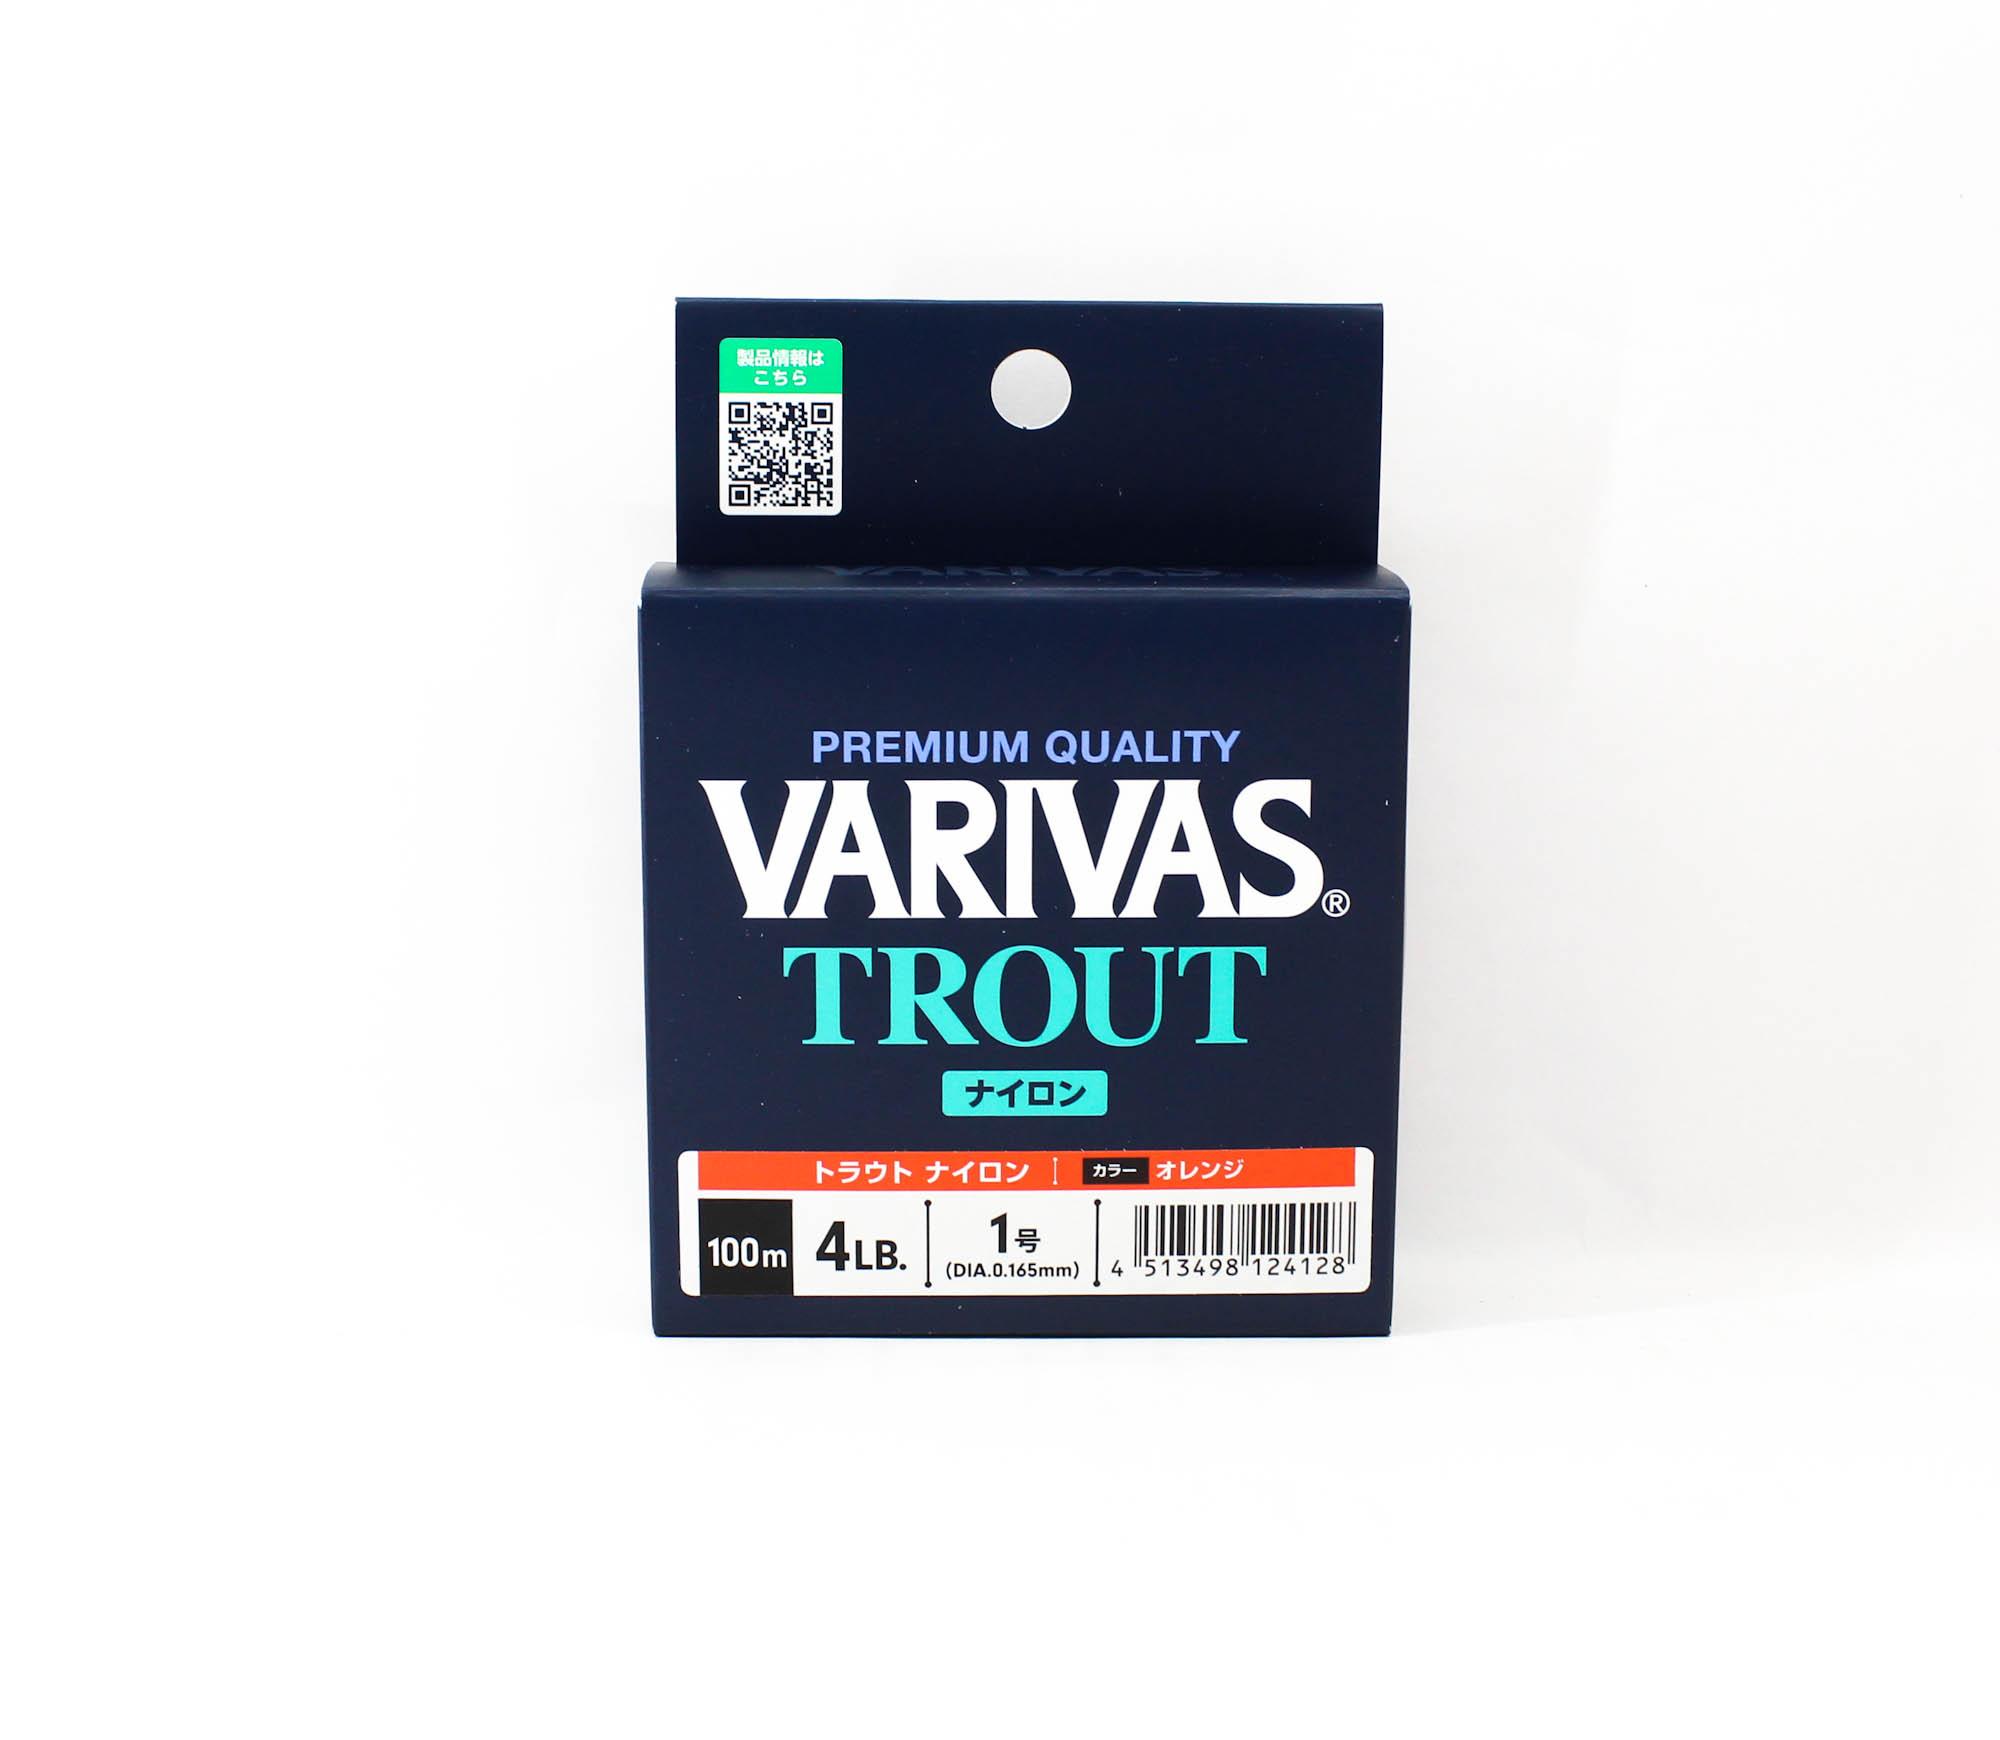 製品情報は
こちら
VARIVAS
PREMIUM QUALITY
VARIVAS®
TROUT
ナイロン
トラウト ナイロン カラー オレンジ
100m 4LB. 1号 (DIA.0.165mm) 4 513498 124128